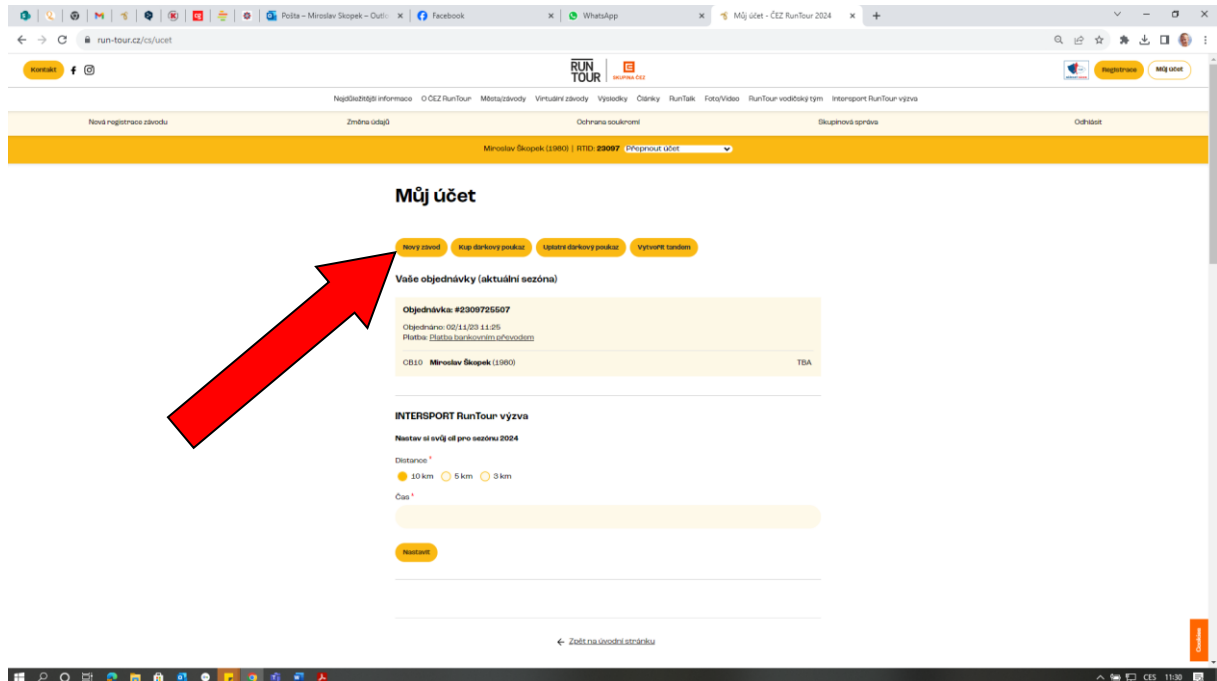 Pošta – Miroslav Skopek – Outlo
Facebook
WhatsApp
Můj účet - ČEZ RunTour 2024
run-tour.cz/cs/ucet
Kontakt
RUN TOUR
SKUPINA ČEZ
Registrace
Můj účet
Nejdůležitější informace O ČEZ RunTour Města/závody Virtuální závody Výsledky Články RunTalk Foto/Video RunTour vodičský tým Intersport RunTour výzva
Nová registrace závodu Změna údajů Ochrana soukromí Skupinová správa Odhlásit
Miroslav Škopek (1980) | RTID: 23097 Přepnout účet
Můj účet
Nový závod Kup dárkový poukaz Uplatni dárkový poukaz Vytvořit tandem
Vaše objednávky (aktuální sezóna)
Objednávka: #2309725507
Objednáno: 02/11/23 11:25
Platba: Platba bankovním převodem
CB10 Miroslav Škopek (1980) TBA
INTERSPORT RunTour výzva
Nastav si svůj cíl pro sezónu 2024
Distance *
10 km 5 km 3 km
Čas *
Nastavit
← Zpět na úvodní stránku
Cookies
CES 11:30